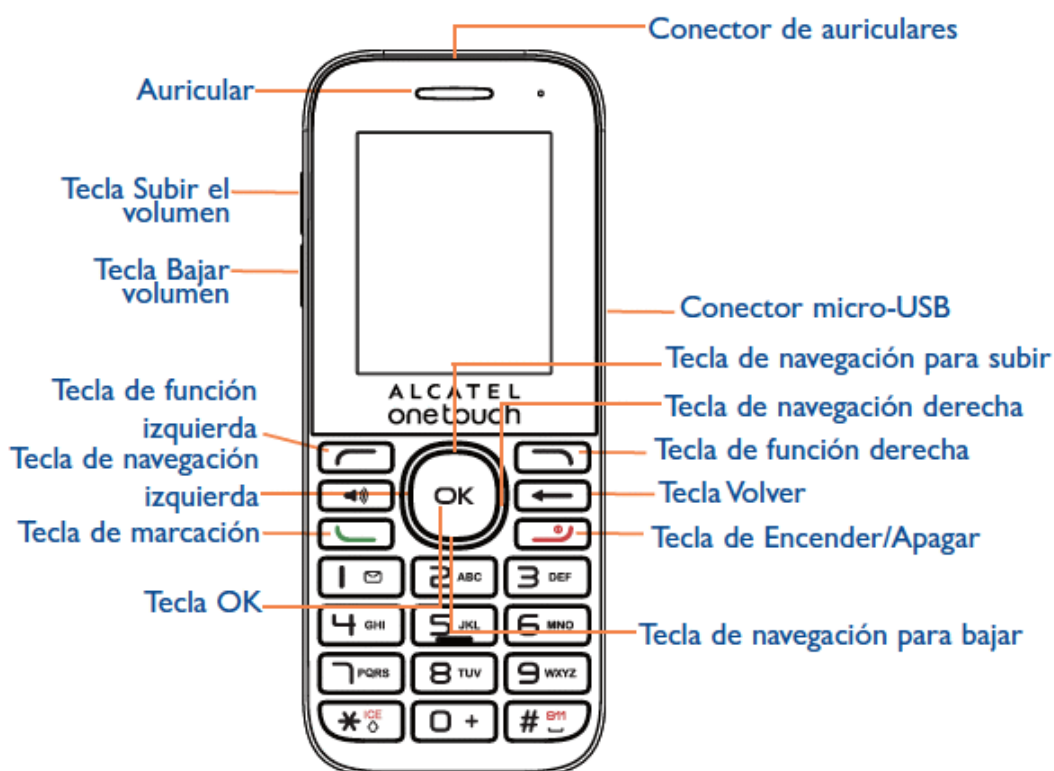 Conector de auriculares
Auricular
Tecla Subir el
volumen
Tecla Bajar
volumen
Conector micro-USB
Tecla de navegación para subir
ALCATEL
onetouch
Tecla de función
izquierda
Tecla de navegación derecha
Tecla de función derecha
Tecla de navegación
izquierda
OK
Tecla Volver
Tecla de marcación
Tecla de Encender/Apagar
1
2 ABC
3 DEF
Tecla OK
4 GHI
5 JKL
6 MNO
Tecla de navegación para bajar
7 PQRS
8 TUV
9 WXYZ
* ICE
0 +
# 911